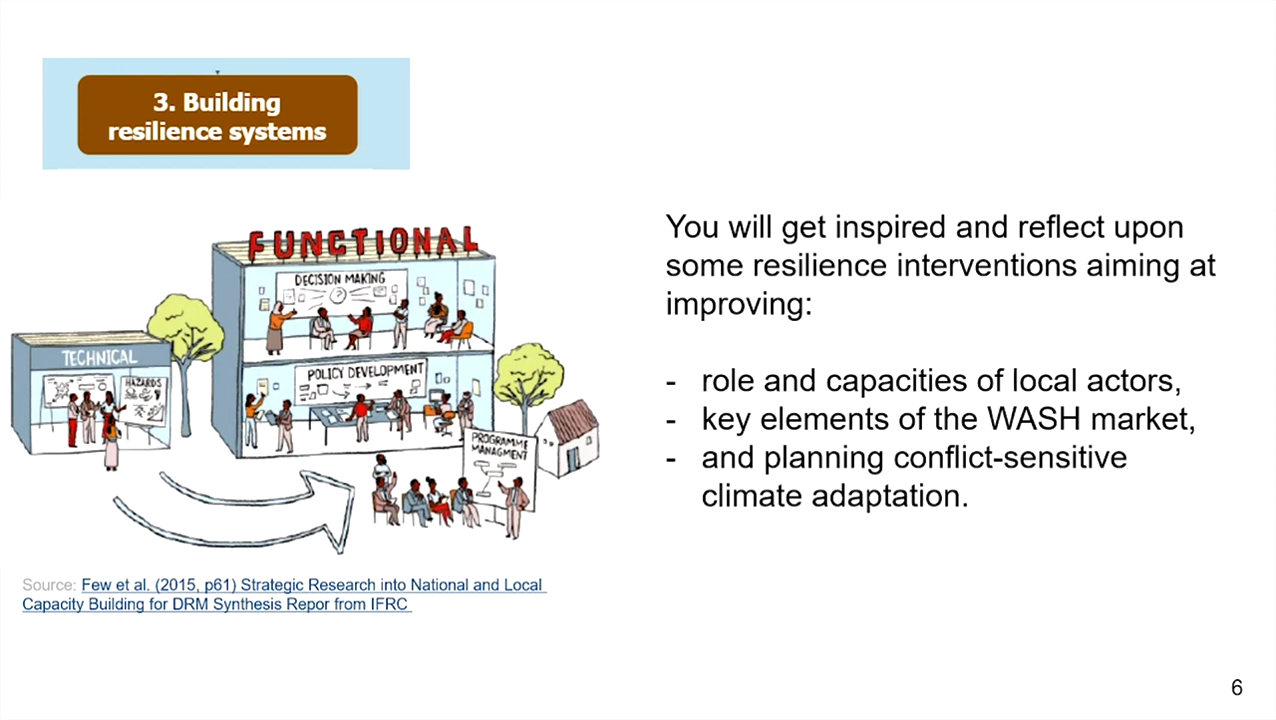 3. Building
resilience systems
FUNCTIONAL
DECISION MAKING
?
TECHNICAL
HAZARDS
POLICY DEVELOPMENT
PROGRAMME
MANAGMENT
Source: Few et al. (2015, p61) Strategic Research into National and Local
Capacity Building for DRM Synthesis Repor from IFRC
You will get inspired and reflect upon
some resilience interventions aiming at
improving:
- role and capacities of local actors,
- key elements of the WASH market,
- and planning conflict-sensitive
climate adaptation.
6